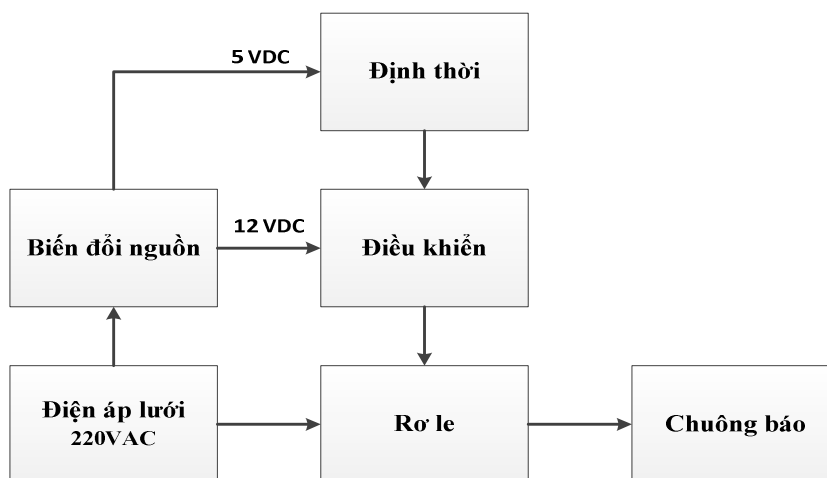 5 VDC
Định thời
Biến đổi nguồn
12 VDC
Điều khiển
Điện áp lưới
220VAC
Rơ le
Chuông báo